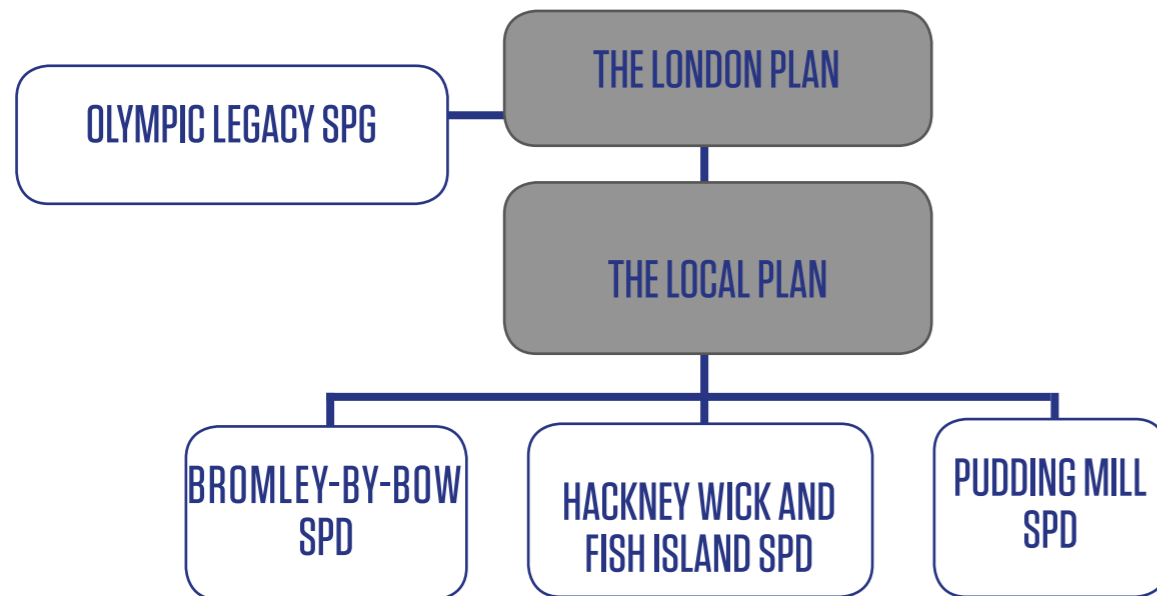 THE LONDON PLAN
OLYMPIC LEGACY SPG
THE LOCAL PLAN
BROMLEY-BY-BOW
SPD
HACKNEY WICK AND
FISH ISLAND SPD
PUDDING MILL
SPD